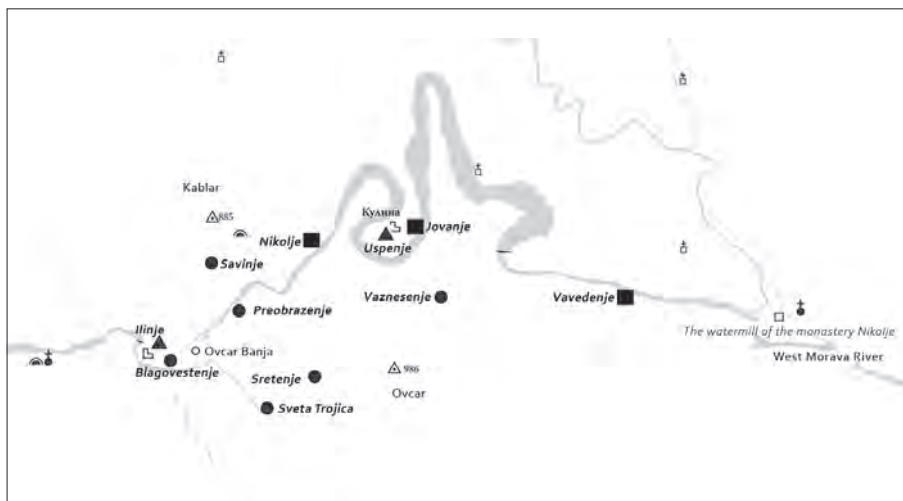 Kablar
885
Кулина
Nikolje
Jovanje
Uspenje
Savinje
Vaznesenje
Vavedenje
Preobrazenje
The watermill of the monastery Nikolje
Ilinje
Ovcar Banja
West Morava River
Blagovestenje
986
Sretenje
Ovcar
Sveta Trojica